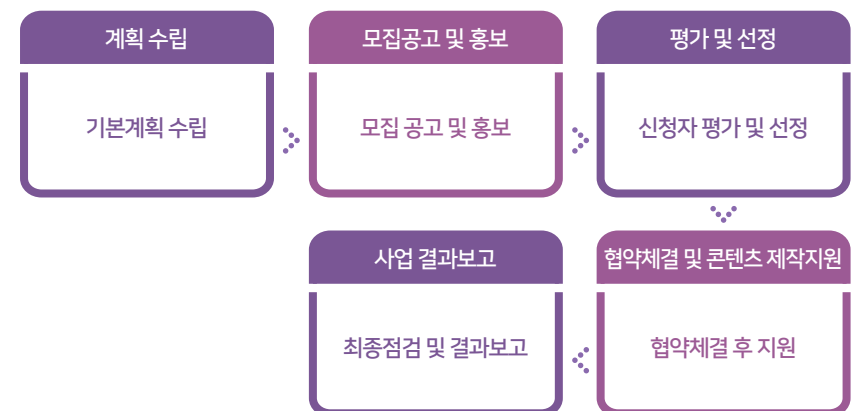 계획 수립
기본계획 수립
모집공고 및 홍보
모집 공고 및 홍보
평가 및 선정
신청자 평가 및 선정
협약체결 및 콘텐츠 제작지원
협약체결 후 지원
사업 결과보고
최종점검 및 결과보고